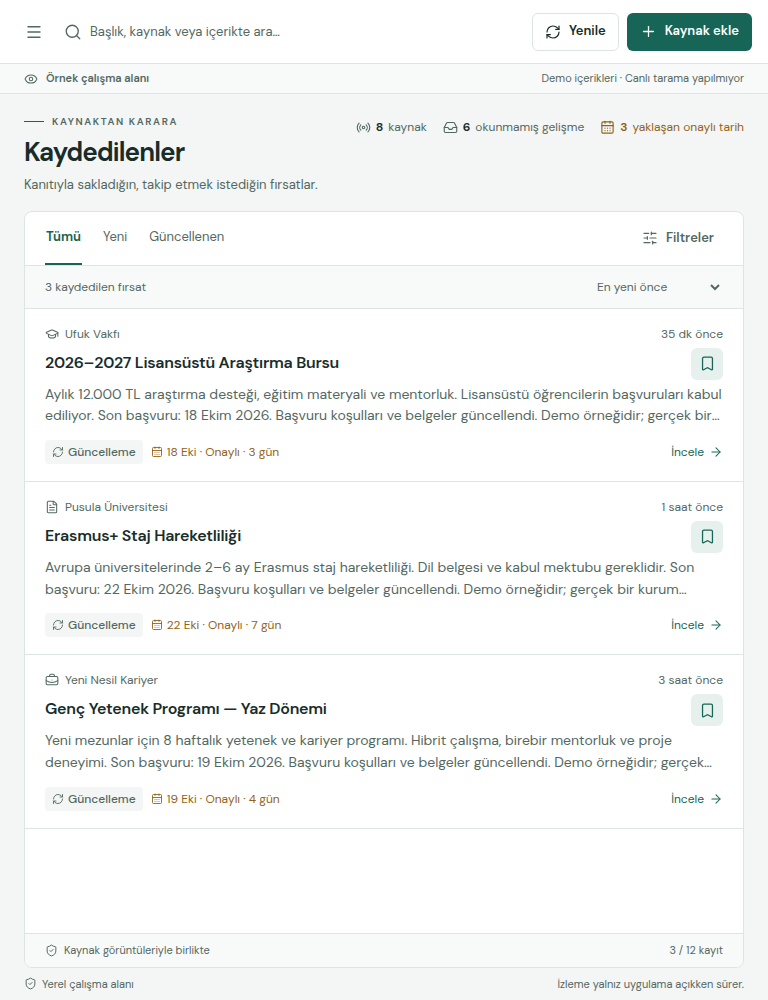 Başlık, kaynak veya içerikte ara...
Yenile
Kaynak ekle
Örnek çalışma alanı
Demo içerikleri · Canlı tarama yapılmıyor
KAYNAKTAN KARARA
8 kaynak
6 okunmamış gelişme
3 yaklaşan onaylı tarih
Kaydedilenler
Kanıtıyla sakladığın, takip etmek istediğin fırsatlar.
Tümü
Yeni
Güncellenen
Filtreler
3 kaydedilen fırsat
En yeni önce
Ufuk Vakfı
35 dk önce
2026–2027 Lisansüstü Araştırma Bursu
Aylık 12.000 TL araştırma desteği, eğitim materyali ve mentorluk. Lisansüstü öğrencilerin başvuruları kabul
ediliyor. Son başvuru: 18 Ekim 2026. Başvuru koşulları ve belgeler güncellendi. Demo örneğidir; gerçek bir...
Güncelleme
18 Eki · Onaylı · 3 gün
İncele
Pusula Üniversitesi
1 saat önce
Erasmus+ Staj Hareketliliği
Avrupa üniversitelerinde 2–6 ay Erasmus staj hareketliliği. Dil belgesi ve kabul mektubu gereklidir. Son
başvuru: 22 Ekim 2026. Başvuru koşulları ve belgeler güncellendi. Demo örneğidir; gerçek bir kurum...
Güncelleme
22 Eki · Onaylı · 7 gün
İncele
Yeni Nesil Kariyer
3 saat önce
Genç Yetenek Programı — Yaz Dönemi
Yeni mezunlar için 8 haftalık yetenek ve kariyer programı. Hibrit çalışma, birebir mentorluk ve proje
deneyimi. Son başvuru: 19 Ekim 2026. Başvuru koşulları ve belgeler güncellendi. Demo örneğidir; gerçek...
Güncelleme
19 Eki · Onaylı · 4 gün
İncele
Kaynak görüntüleriyle birlikte
3 / 12 kayıt
Yerel çalışma alanı
İzleme yalnız uygulama açıkken sürer.